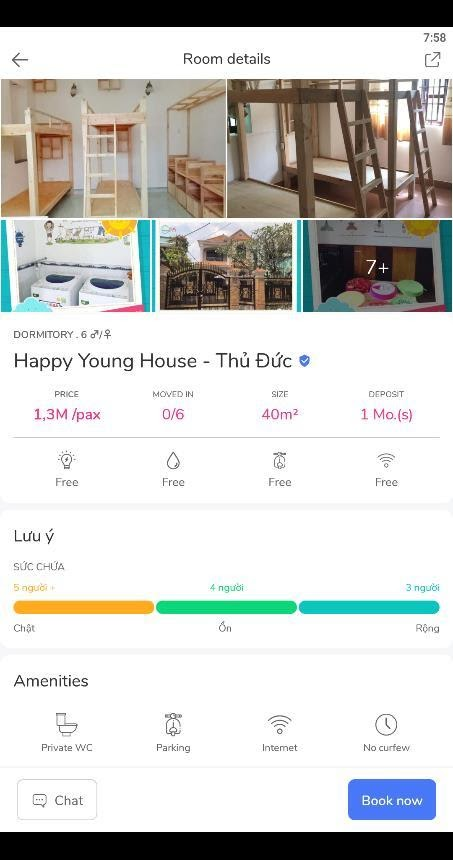 7:58
Room details
7+
DORMITORY . 6 ♂/♀
Happy Young House - Thủ Đức
PRICE MOVED IN SIZE DEPOSIT
1,3M /pax 0/6 40m² 1 Mo.(s)
Free Free Free Free
Lưu ý
SỨC CHỨA
5 người + 4 người 3 người
Chật Ổn Rộng
Amenities
Private WC Parking Internet No curfew
Chat Book now